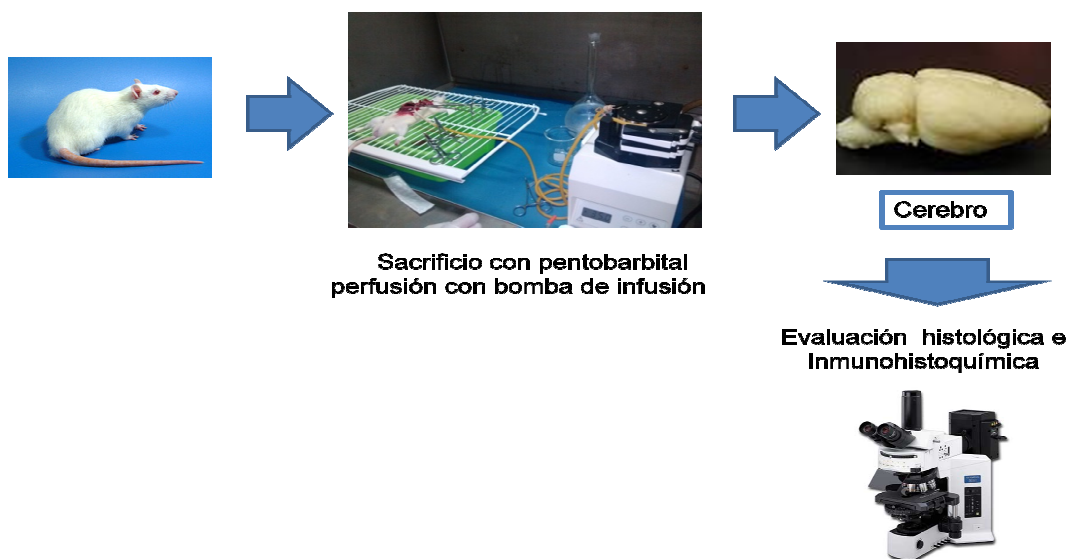 Sacrificio con pentobarbital
perfusión con bomba de infusión
Cerebro
Evaluación histológica e
Inmunohistoquímica